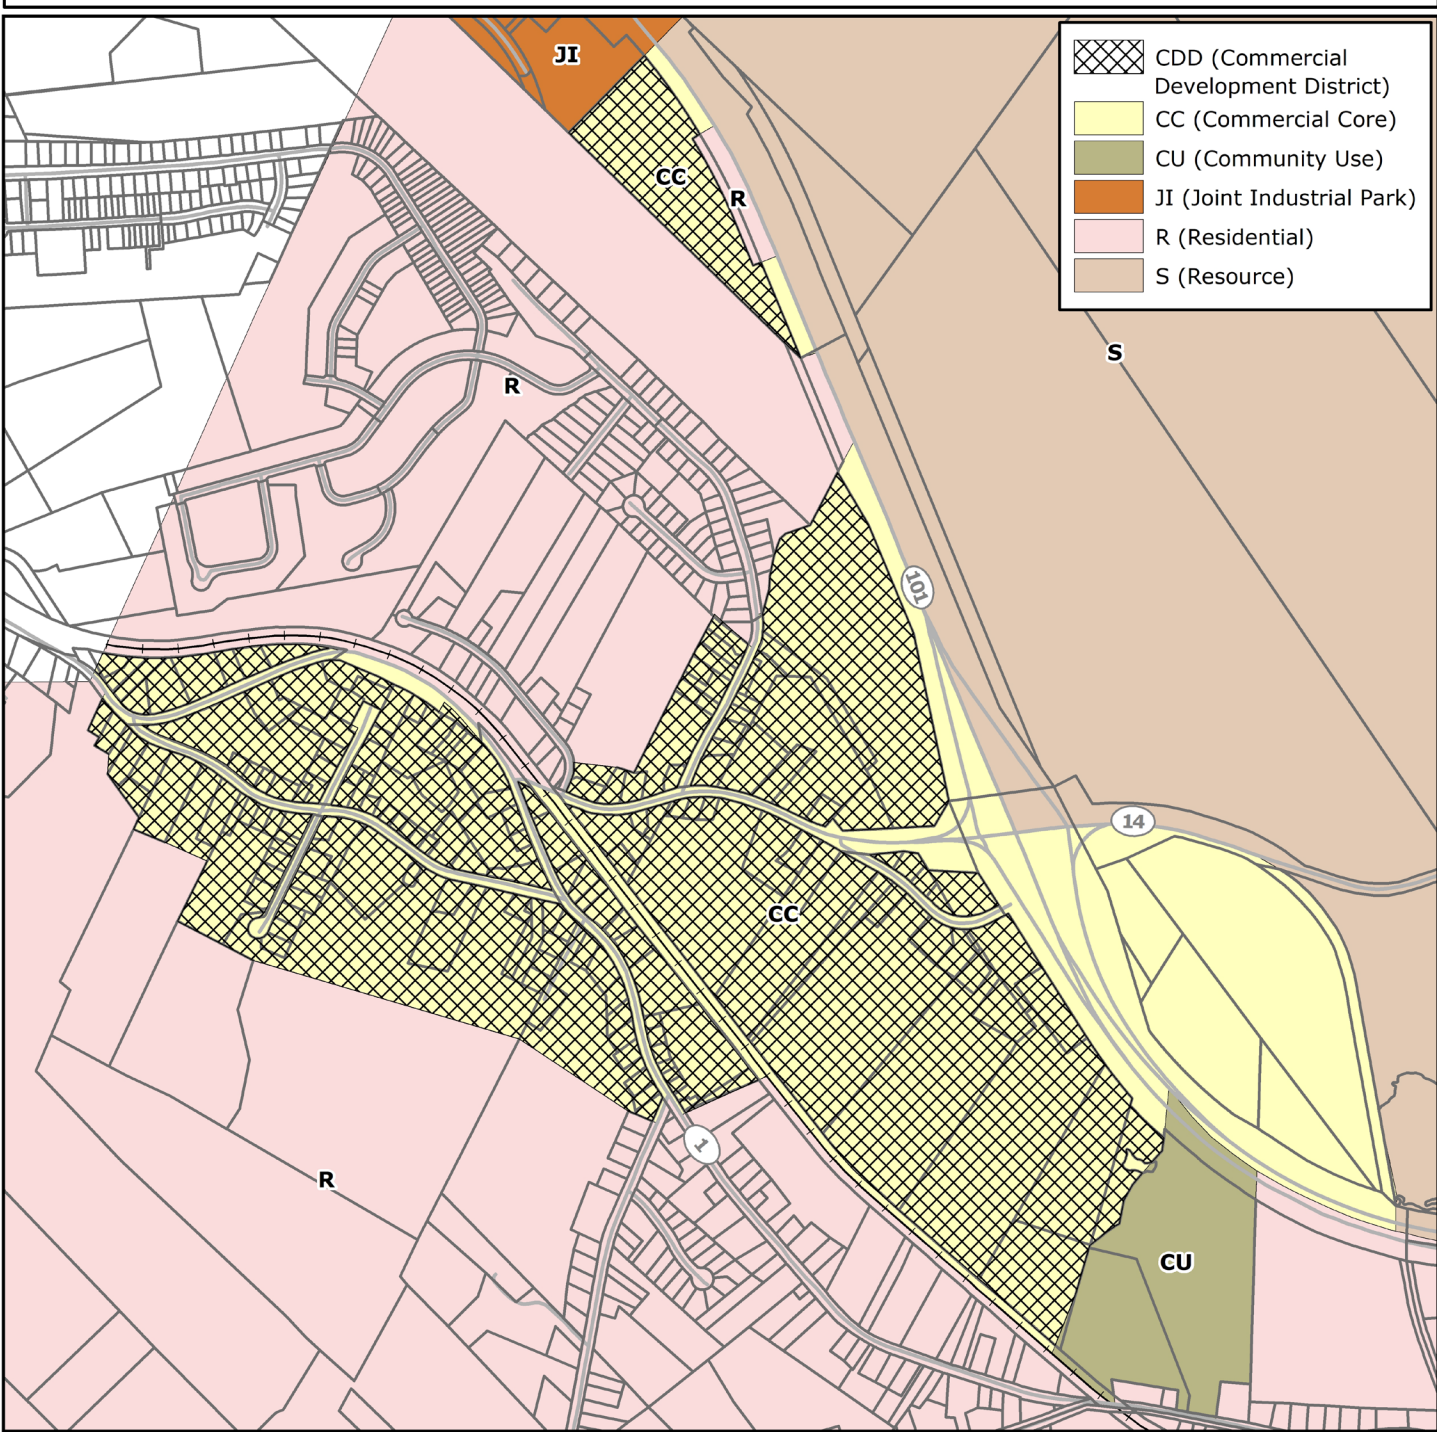 JI
CDD (Commercial
Development District)
CC (Commercial Core)
CU (Community Use)
JI (Joint Industrial Park)
R (Residential)
S (Resource)
CC
R
S
R
101
14
CC
1
R
CU